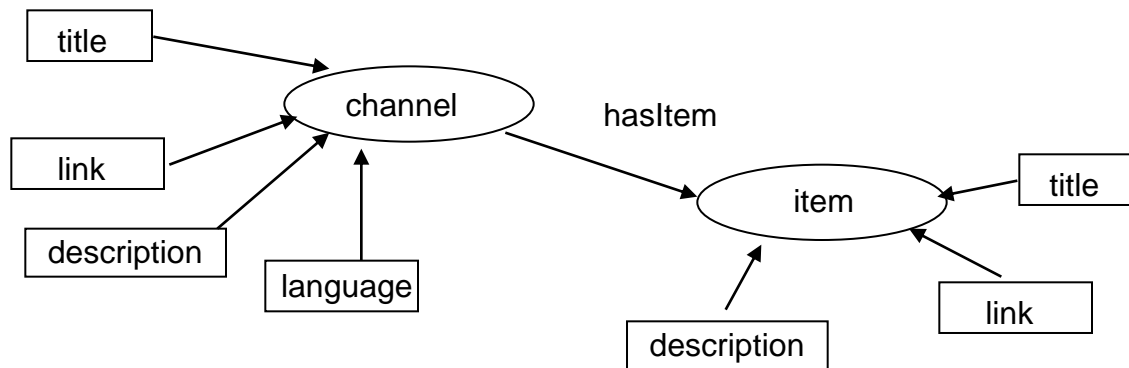 title
channel
hasItem
link
title
item
description
language
link
description